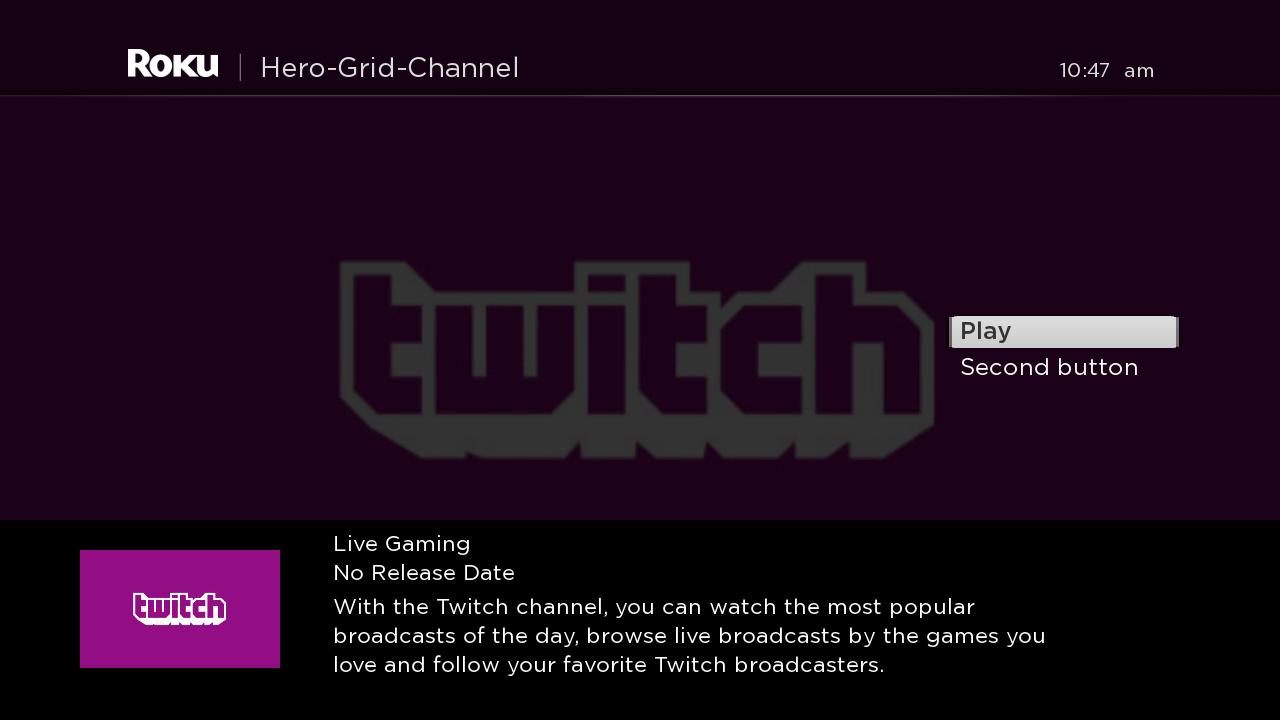 Roku | Hero-Grid-Channel
10:47 am
twitch
Play
Second button
twitch
Live Gaming
No Release Date
With the Twitch channel, you can watch the most popular
broadcasts of the day, browse live broadcasts by the games you
love and follow your favorite Twitch broadcasters.